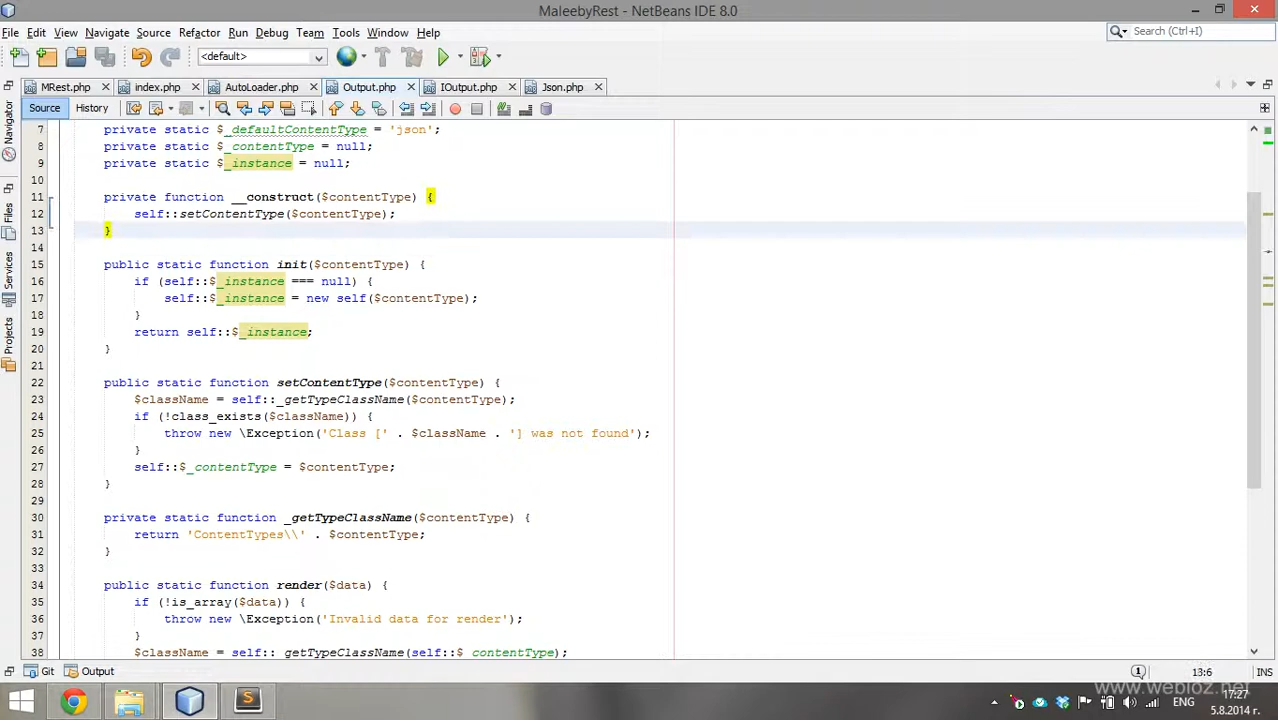 MaleebyRest - NetBeans IDE 8.0
File Edit View Navigate Source Refactor Run Debug Team Tools Window Help
Search (Ctrl+I)
<default>
MRest.php index.php AutoLoader.php Output.php IOutput.php Json.php
Source History
Navigator
Files
Services
Projects
7 private static $_defaultContentType = 'json';
8 private static $_contentType = null;
9 private static $_instance = null;
10
11 private function __construct($contentType) {
12 self::setContentType($contentType);
13 }
14
15 public static function init($contentType) {
16 if (self::$_instance === null) {
17 self::$_instance = new self($contentType);
18 }
19 return self::$_instance;
20 }
21
22 public static function setContentType($contentType) {
23 $className = self::_getTypeClassName($contentType);
24 if (!class_exists($className)) {
25 throw new \Exception('Class [' . $className . '] was not found');
26 }
27 self::$_contentType = $contentType;
28 }
29
30 private static function _getTypeClassName($contentType) {
31 return 'ContentTypes\\' . $contentType;
32 }
33
34 public static function render($data) {
35 if (!is_array($data)) {
36 throw new \Exception('Invalid data for render');
37 }
38 $className = self::_getTypeClassName(self::$_contentType);
Git Output
1 13:6 INS
www.webloz.net
ENG 17:27
5.8.2014 г.